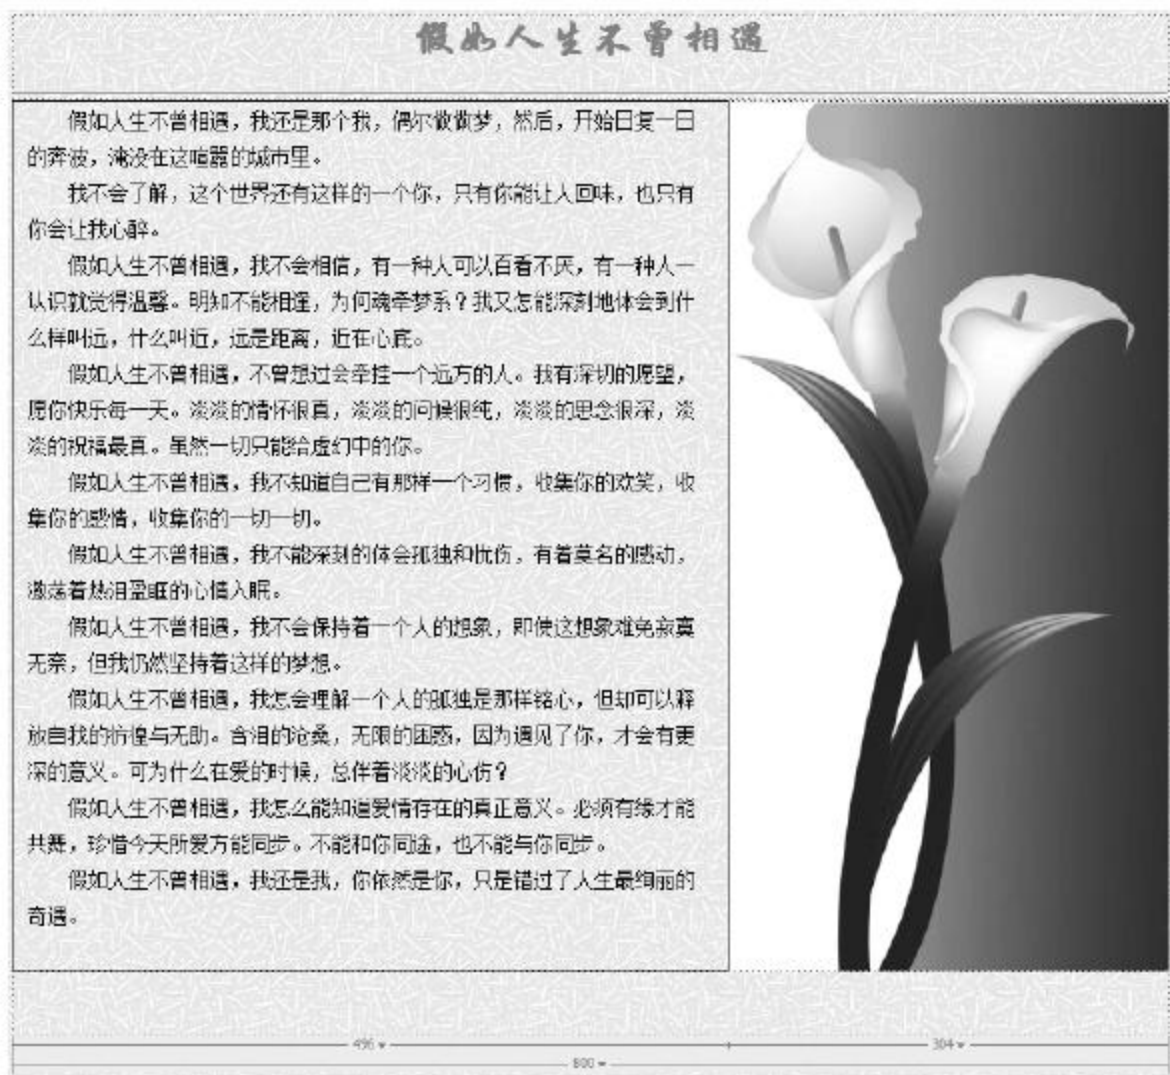 假如人生不曾相遇
假如人生不曾相遇，我还是那个我，偶尔做做梦，然后，开始日复一日
的奔波，淹没在这喧嚣的城市里。
我不会了解，这个世界还有这样的一个你，只有你能让人回味，也只有
你会让我心醉。
假如人生不曾相遇，我不会相信，有一种人可以百看不厌，有一种人一
认识就觉得温馨。明知不能相逢，为何魂牵梦系？我又怎能深刻地体会到什
么样叫远，什么叫近，远是距离，近在心底。
假如人生不曾相遇，不曾想过会牵挂一个远方的人。我有深切的愿望，
愿你快乐每一天。淡淡的情怀很真，淡淡的问候很纯，淡淡的思念很深，淡
淡的祝福最真。虽然一切只能给虚幻中的你。
假如人生不曾相遇，我不知道自己有那样一个习惯，收集你的欢笑，收
集你的感情，收集你的一切一切。
假如人生不曾相遇，我不能深刻的体会孤独和忧伤，有着莫名的感动，
激荡着热泪盈眶的心情入眠。
假如人生不曾相遇，我不会保持着一个人的想象，即使这想象难免寂寞
无奈，但我仍然坚持着这样的梦想。
假如人生不曾相遇，我怎会理解一个人的孤独是那样铭心，但却可以释
放自我的彷徨与无助。含泪的沧桑，无限的困惑，因为遇见了你，才会有更
深的意义。可为什么在爱的时候，总伴着淡淡的心伤？
假如人生不曾相遇，我怎么能知道爱情存在的真正意义。必须有缘才能
共舞，珍惜今天所爱方能同步。不能和你同途，也不能与你同步。
假如人生不曾相遇，我还是我，你依然是你，只是错过了人生最绚丽的
奇遇。
496
304
800